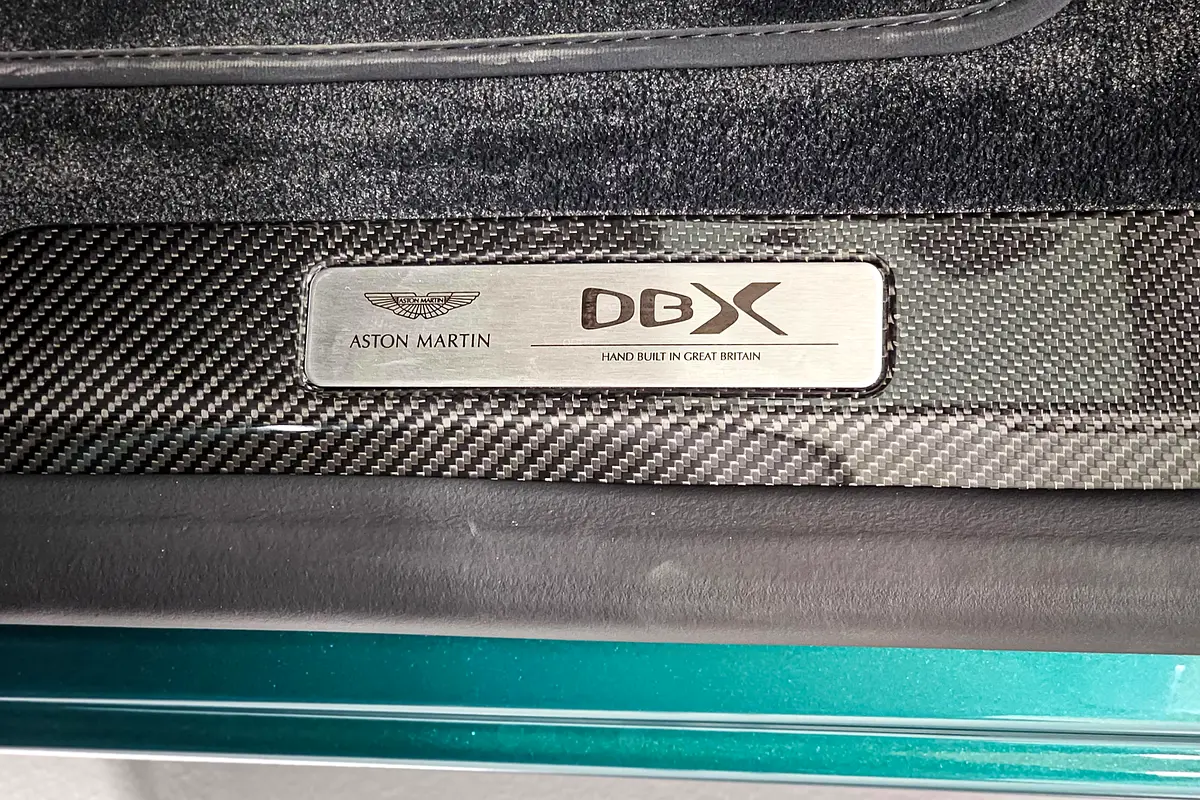 ASTON MARTIN
ASTON MARTIN
DBX
HAND BUILT IN GREAT BRITAIN